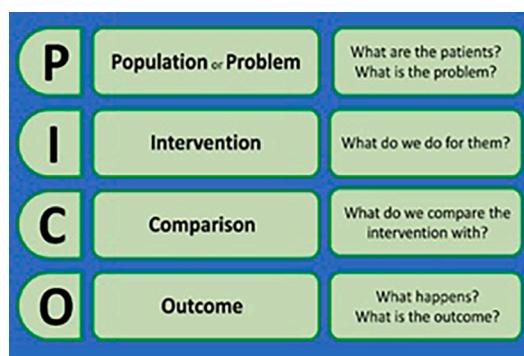 P
Population or Problem
What are the patients?
What is the problem?
I
Intervention
What do we do for them?
C
Comparison
What do we compare the
intervention with?
O
Outcome
What happens?
What is the outcome?